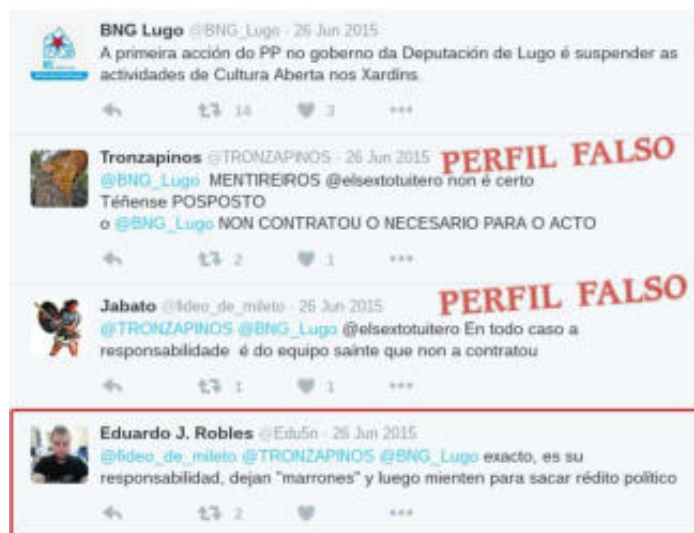 BNG Lugo @BNG_Lugo · 26 Jun 2015
A primeira acción do PP no goberno da Deputación de Lugo é suspender as
actividades de Cultura Aberta nos Xardíns.
14 3
Tronzapinos @TRONZAPINOS · 26 Jun 2015
PERFIL FALSO
@BNG_Lugo MENTIREIROS @elsextotuitero non é certo
Téñense POSPOSTO
o @BNG_Lugo NON CONTRATOU O NECESARIO PARA O ACTO
2 1
Jabato @fideo_de_mileto · 26 Jun 2015
PERFIL FALSO
@TRONZAPINOS @BNG_Lugo @elsextotuitero En todo caso a
responsabilidade é do equipo saínte que non a contratou
1 1
Eduardo J. Robles @Edu5n · 26 Jun 2015
@fideo_de_mileto @TRONZAPINOS @BNG_Lugo exacto, es su
responsabilidad, dejan "marrones" y luego mienten para sacar rédito político
2